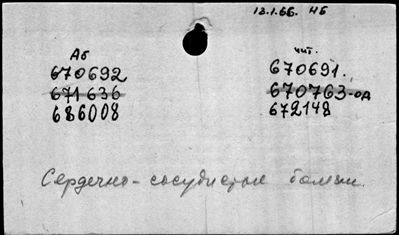 13.1.66. НБ
Аб
670692
671636
686008
чит.
670691.
670763-од
672148
Сердечно-сосудистые болезни.